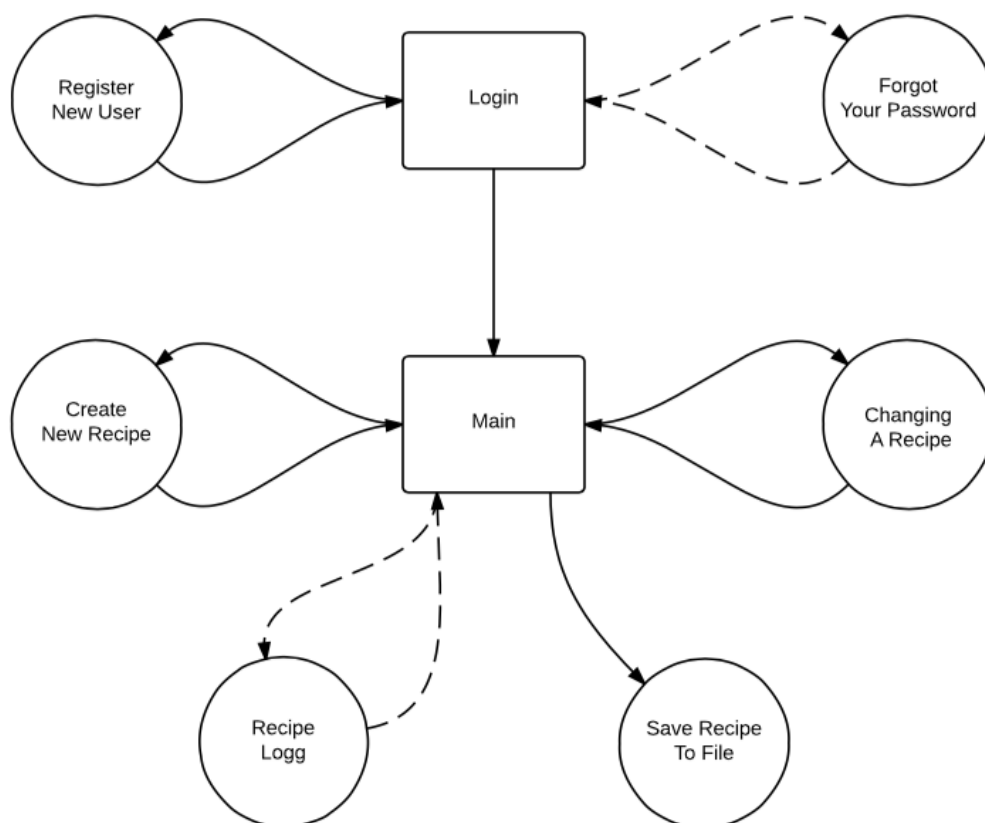 Register
New User
Login
Forgot
Your Password
Create
New Recipe
Main
Changing
A Recipe
Recipe
Logg
Save Recipe
To File